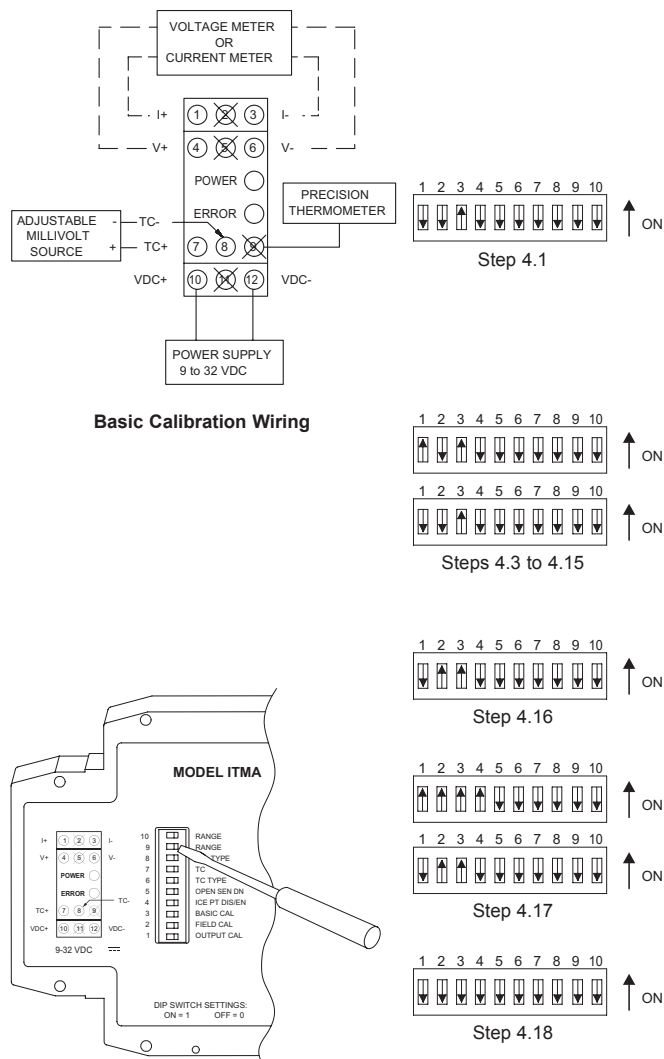 VOLTAGE METER
OR
CURRENT METER
I+ 1 2 3 I-
V+ 4 5 6 V-
POWER
ERROR
ADJUSTABLE
MILLIVOLT
SOURCE
- TC-
+ TC+
7 8 9
PRECISION
THERMOMETER
VDC+ 10 11 12 VDC-
POWER SUPPLY
9 to 32 VDC
Basic Calibration Wiring
1 2 3 4 5 6 7 8 9 10
ON
Step 4.1
1 2 3 4 5 6 7 8 9 10
ON
1 2 3 4 5 6 7 8 9 10
ON
Steps 4.3 to 4.15
1 2 3 4 5 6 7 8 9 10
ON
Step 4.16
1 2 3 4 5 6 7 8 9 10
ON
1 2 3 4 5 6 7 8 9 10
ON
Step 4.17
1 2 3 4 5 6 7 8 9 10
ON
Step 4.18
MODEL ITMA
I+ 1 2 3 I-
V+ 4 5 6 V-
POWER
ERROR
TC-
TC+ 7 8 9
VDC+ 10 11 12 VDC-
9-32 VDC
10 RANGE
9 RANGE
8 TYPE
7 TC
6 TC TYPE
5 OPEN SEN DN
4 ICE PT DIS/EN
3 BASIC CAL
2 FIELD CAL
1 OUTPUT CAL
DIP SWITCH SETTINGS:
ON = 1 OFF = 0